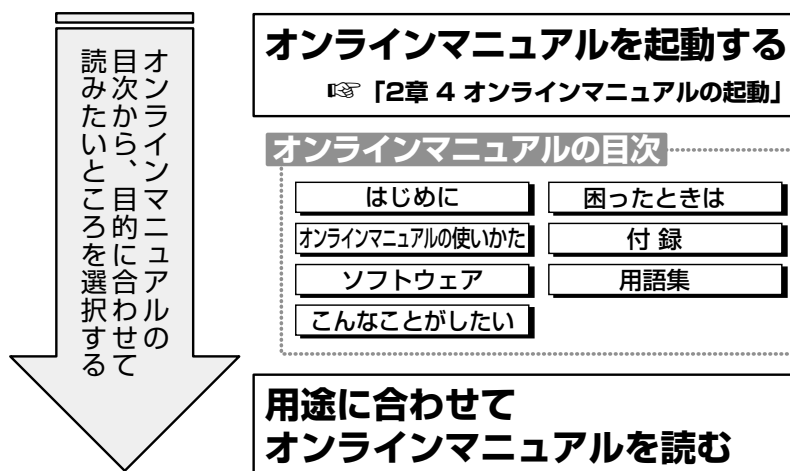 オンラインマニュアルの
目次から、目的に合わせて
読みたいところを選択する
オンラインマニュアルを起動する
☞「2章 4 オンラインマニュアルの起動」
オンラインマニュアルの目次
はじめに
困ったときは
オンラインマニュアルの使いかた
付 録
ソフトウェア
用語集
こんなことがしたい
用途に合わせて
オンラインマニュアルを読む